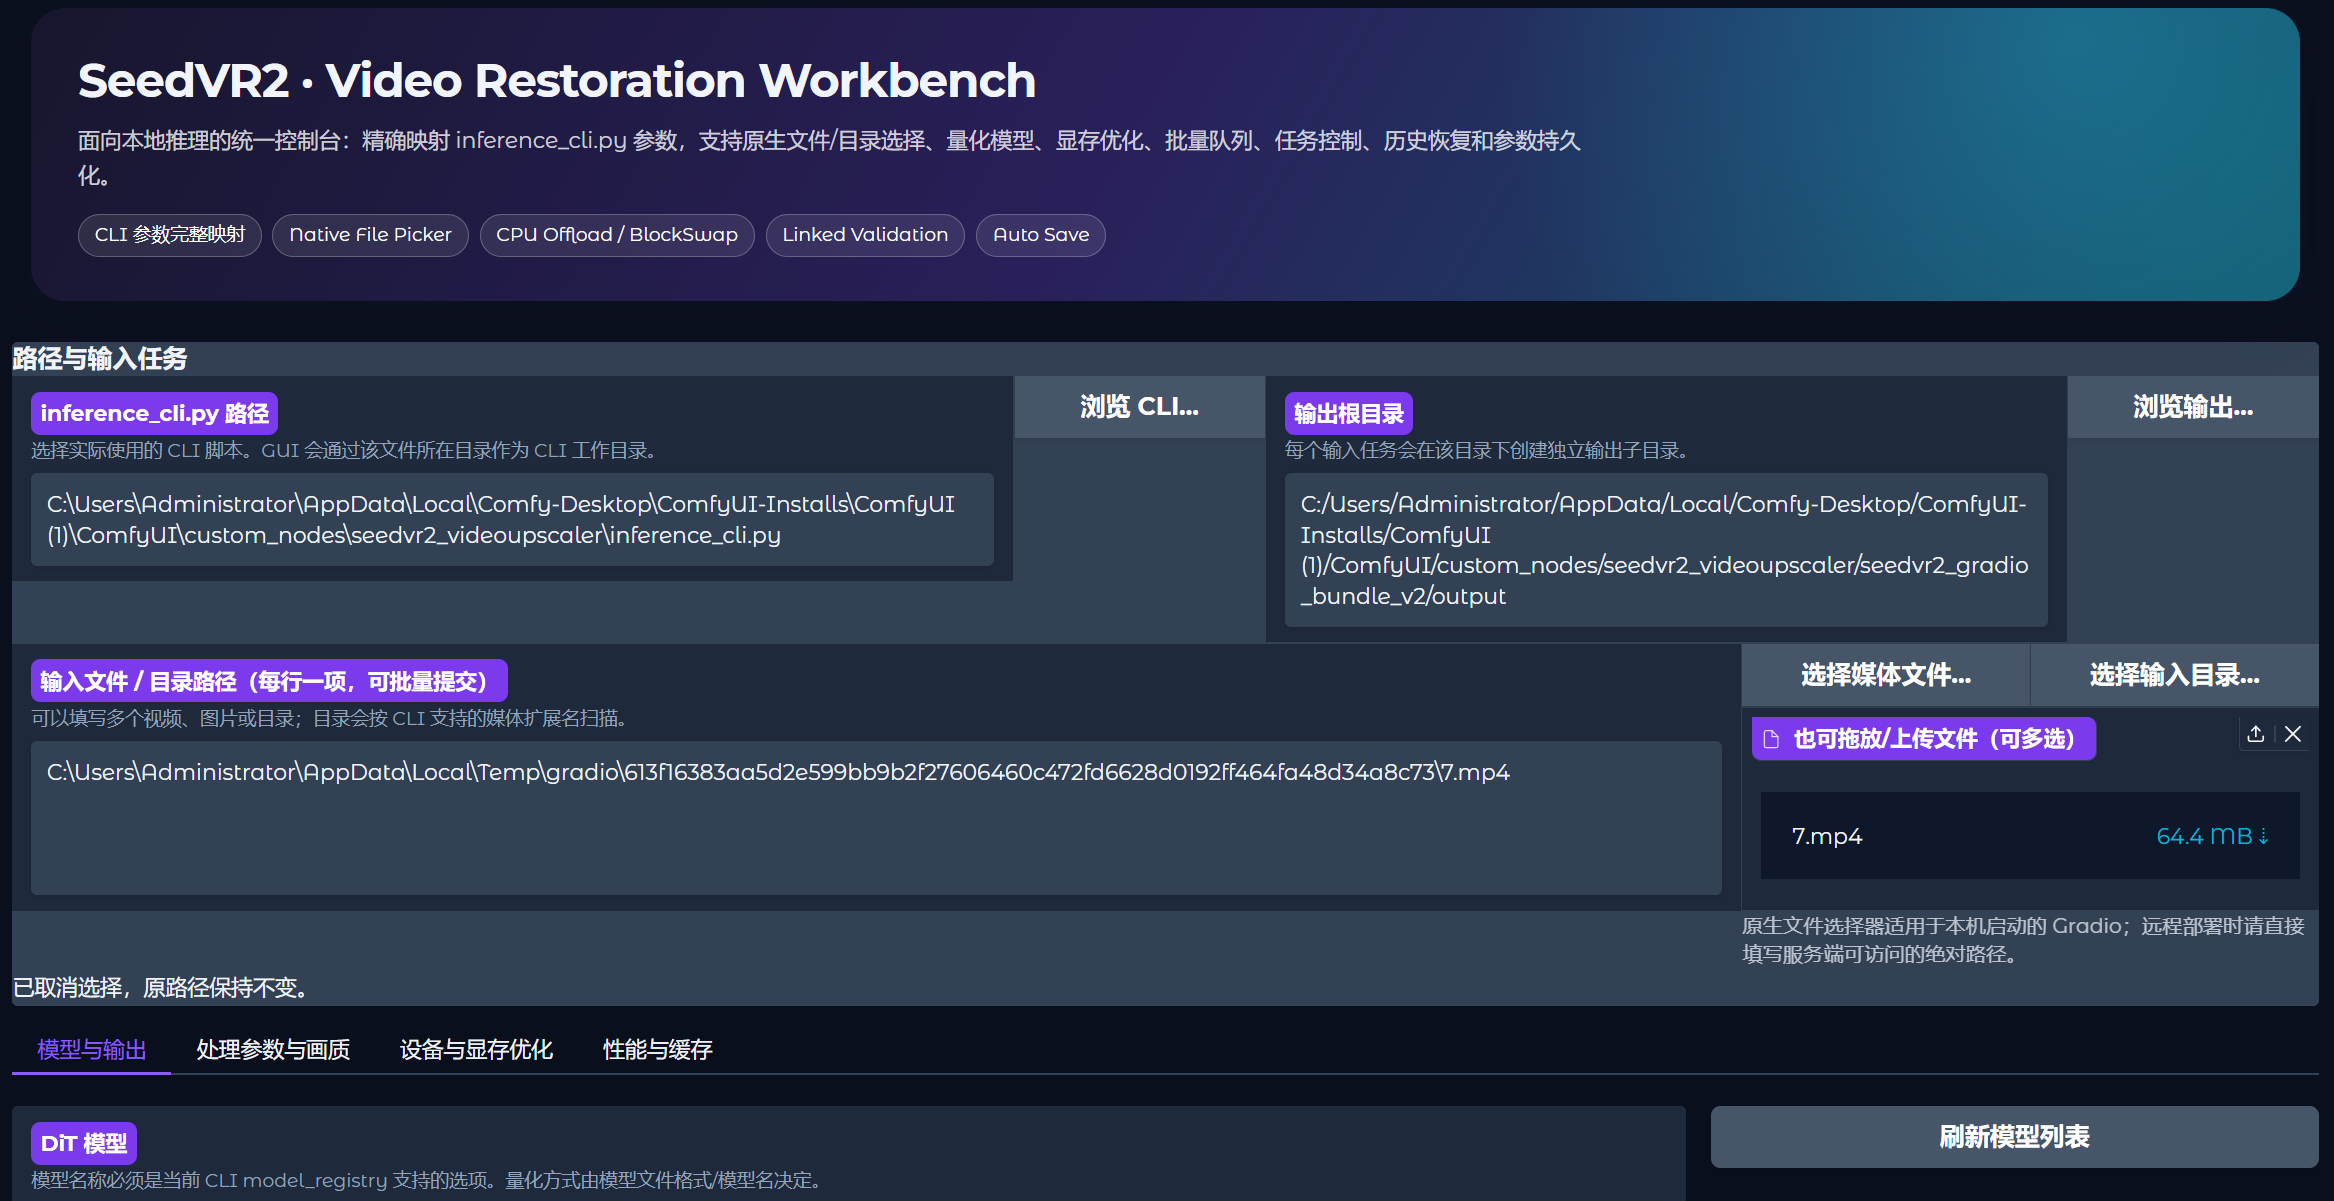 SeedVR2 · Video Restoration Workbench
面向本地推理的统一控制台：精确映射 inference_cli.py 参数，支持原生文件/目录选择、量化模型、显存优化、批量队列、任务控制、历史恢复和参数持久
化。
CLI 参数完整映射 Native File Picker CPU Offload / BlockSwap Linked Validation Auto Save
路径与输入任务
inference_cli.py 路径
选择实际使用的 CLI 脚本。GUI 会通过该文件所在目录作为 CLI 工作目录。
C:\Users\Administrator\AppData\Local\Comfy-Desktop\ComfyUI-Installs\ComfyUI
(1)\ComfyUI\custom_nodes\seedvr2_videoupscaler\inference_cli.py
浏览 CLI...
输出根目录
每个输入任务会在该目录下创建独立输出子目录。
C:/Users/Administrator/AppData/Local/Comfy-Desktop/ComfyUI-
Installs/ComfyUI
(1)/ComfyUI/custom_nodes/seedvr2_videoupscaler/seedvr2_gradio
_bundle_v2/output
浏览输出...
输入文件 / 目录路径（每行一项，可批量提交）
可以填写多个视频、图片或目录；目录会按 CLI 支持的媒体扩展名扫描。
C:\Users\Administrator\AppData\Local\Temp\gradio\613f16383aa5d2e599bb9b2f27606460c472fd6628d0192ff464fa48d34a8c73\7.mp4
选择媒体文件... 选择输入目录...
也可拖放/上传文件（可多选）
7.mp4 64.4 MB ⇣
原生文件选择器适用于本机启动的 Gradio；远程部署时请直接
填写服务端可访问的绝对路径。
已取消选择，原路径保持不变。
模型与输出 处理参数与画质 设备与显存优化 性能与缓存
DiT 模型
模型名称必须是当前 CLI model_registry 支持的选项。量化方式由模型文件格式/模型名决定。
刷新模型列表